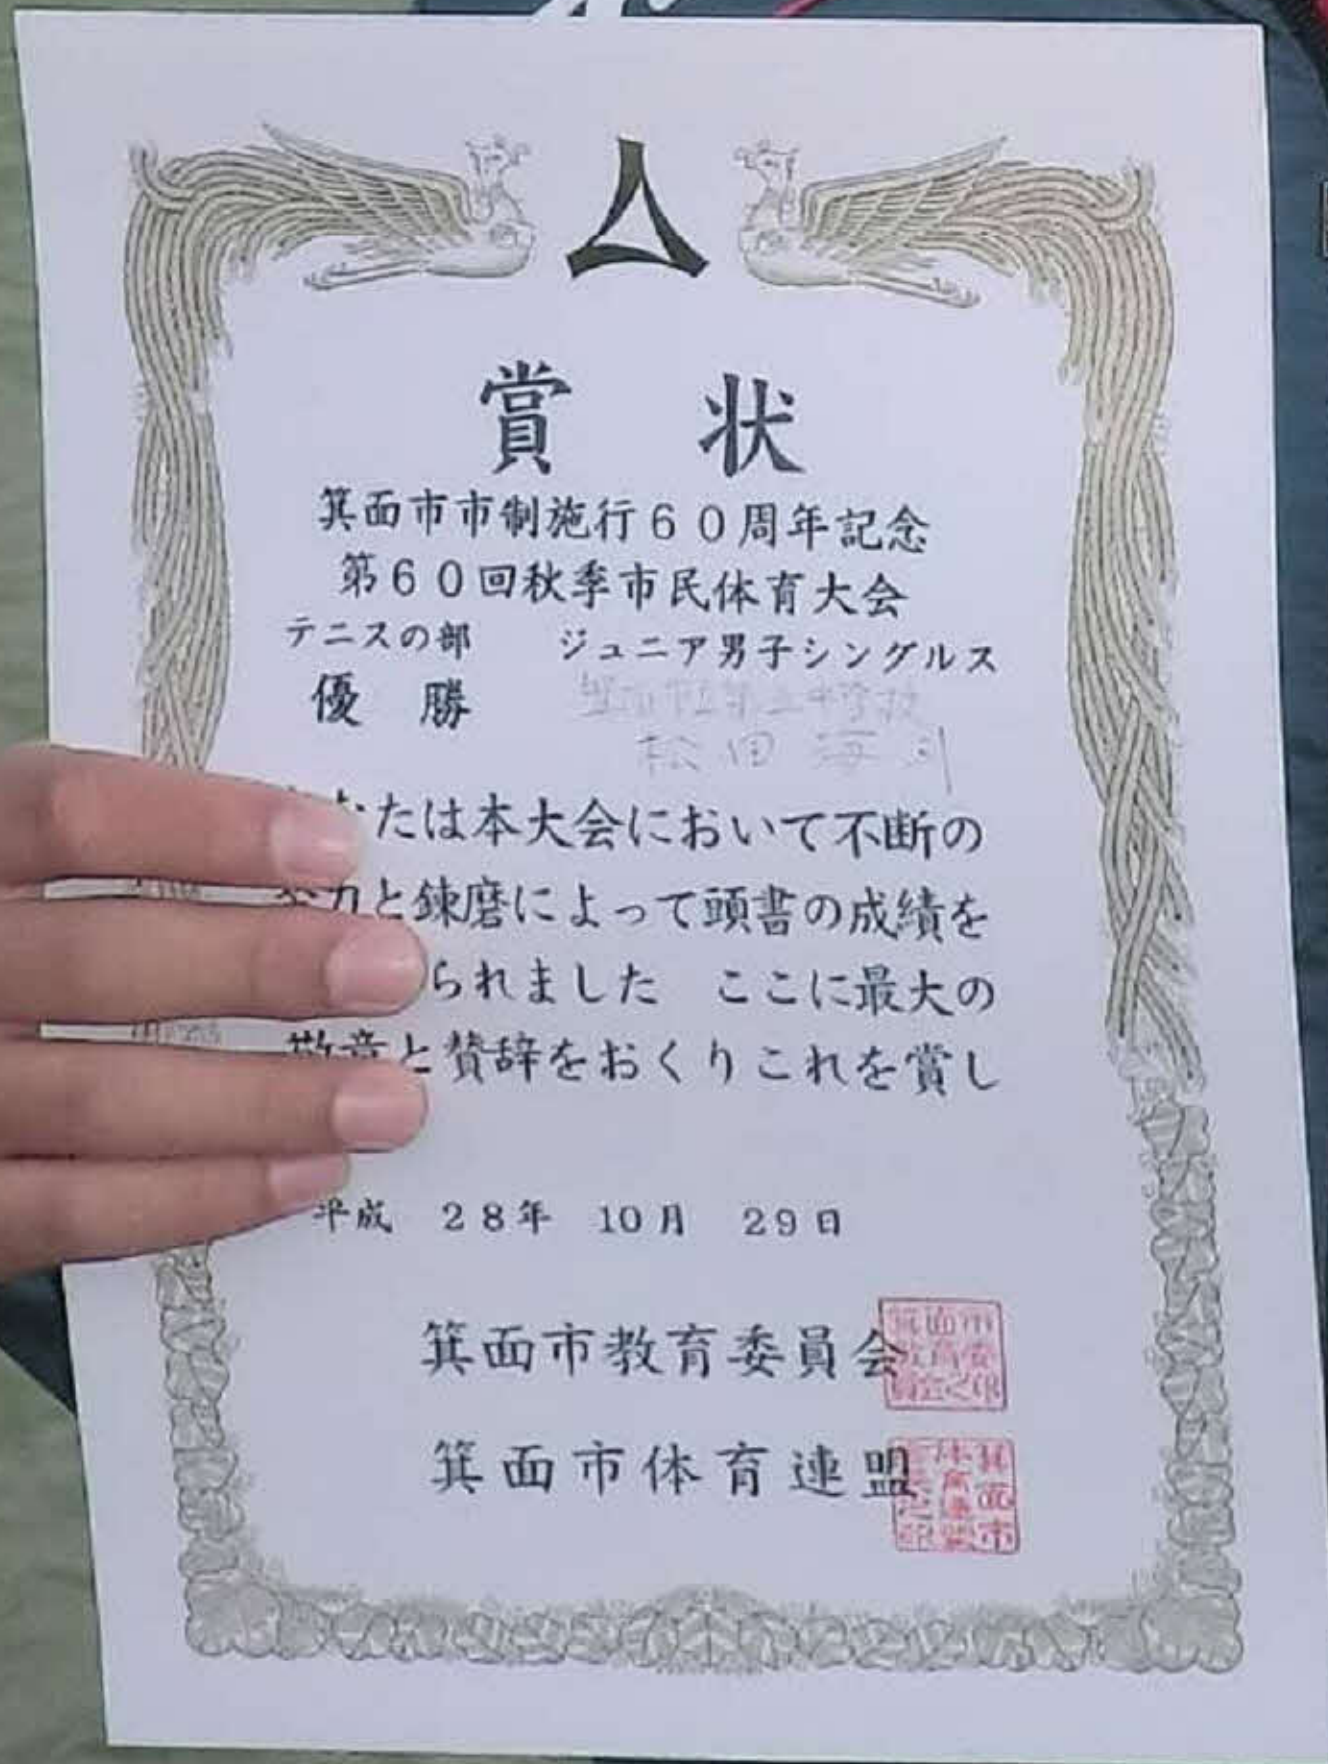 賞状
箕面市市制施行60周年記念
第60回秋季市民体育大会
テニスの部 ジュニア男子シングルス
優勝
松田海
たは本大会において不断の
力と錬磨によって頭書の成績を
られました ここに最大の
敬意と賛辞をおくりこれを賞し
平成 28年 10月 29日
箕面市教育委員会
箕面市体育連盟